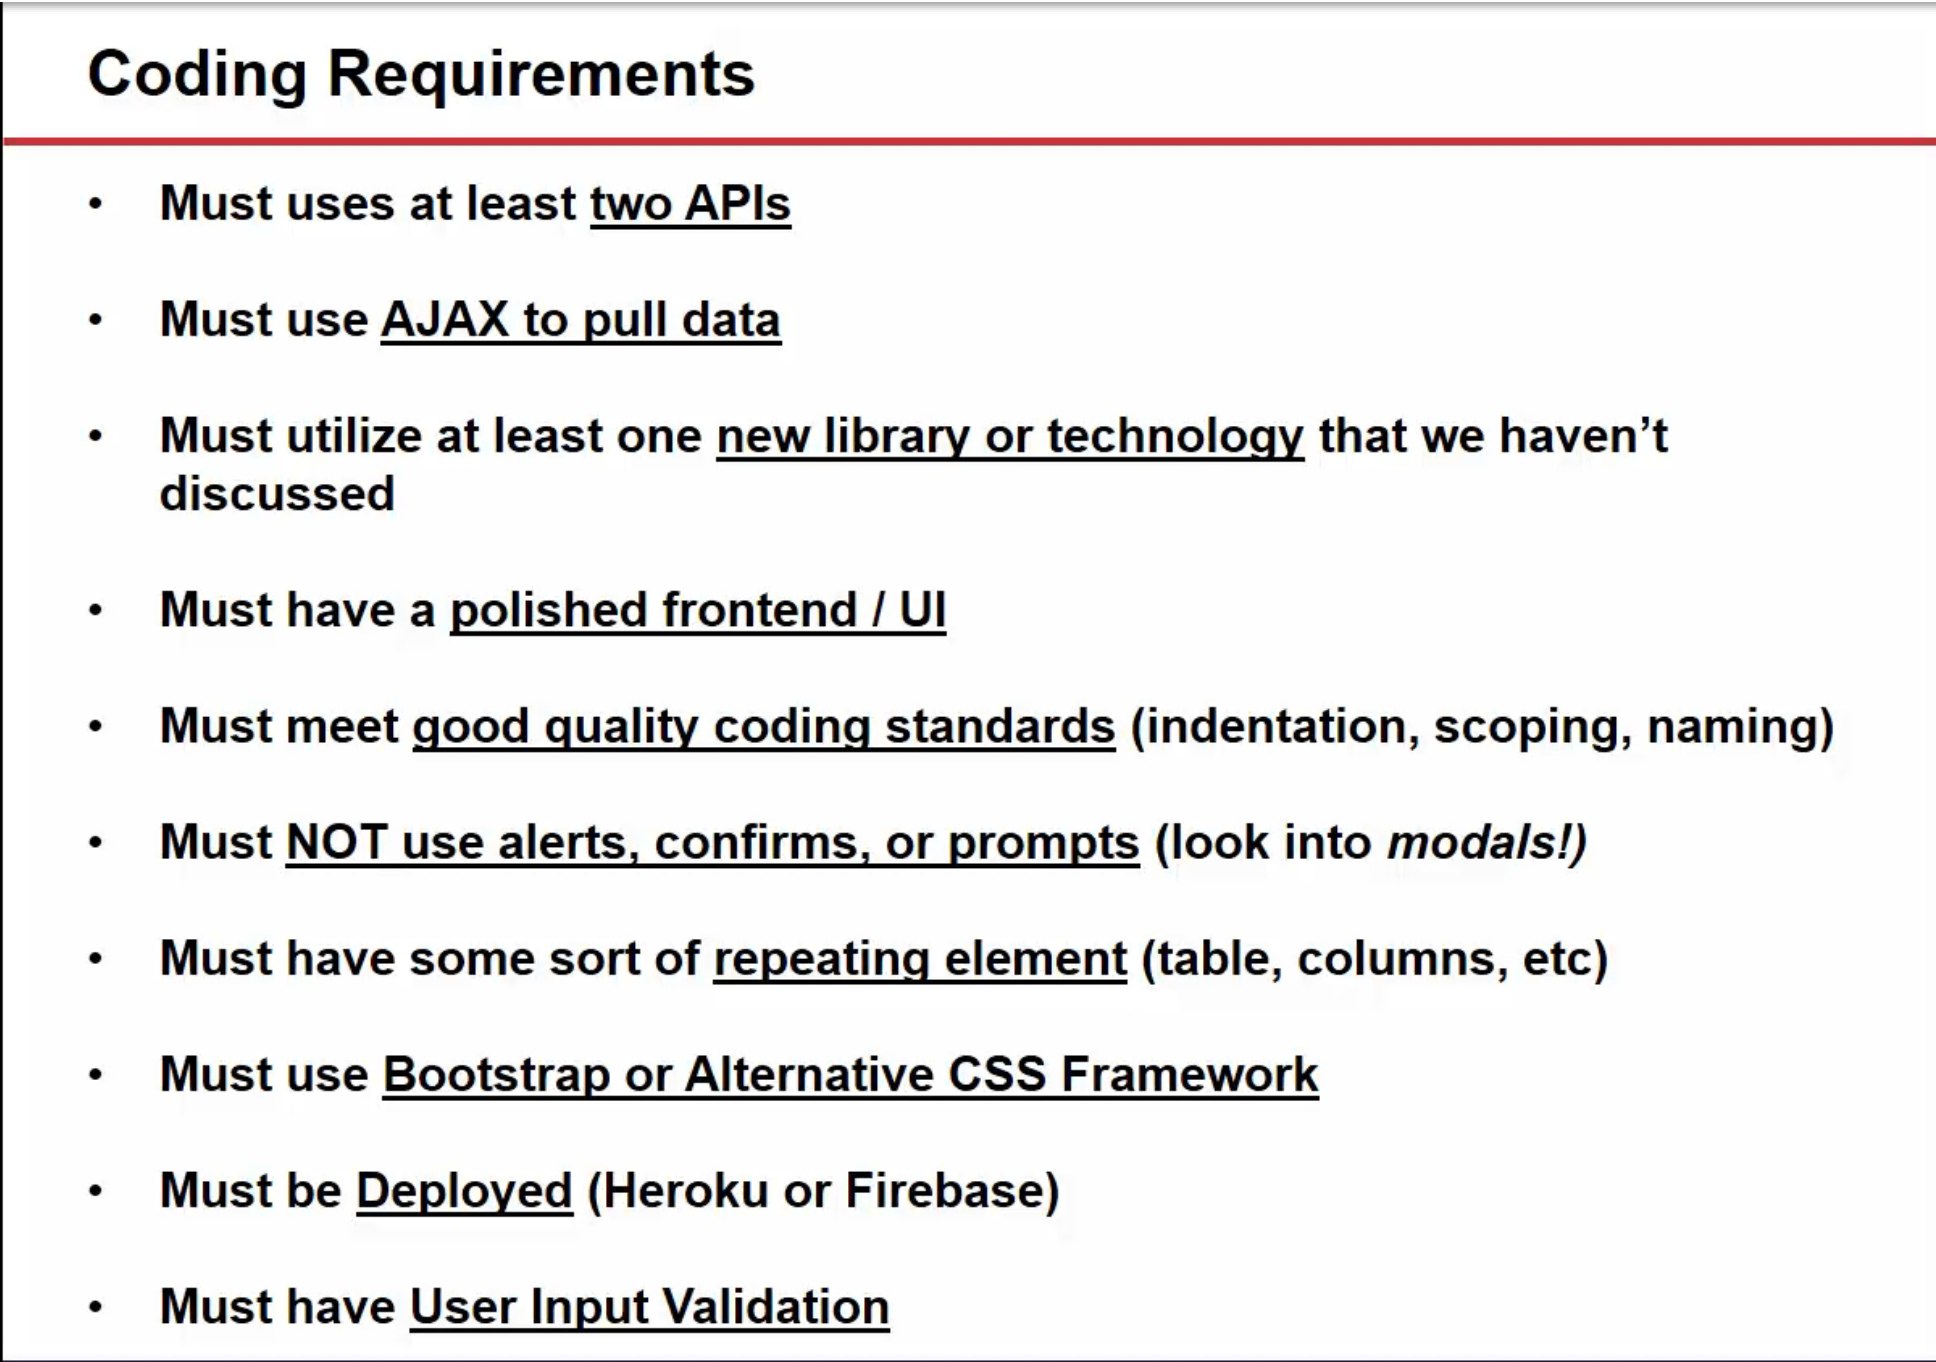 Coding Requirements
• Must uses at least two APIs
• Must use AJAX to pull data
• Must utilize at least one new library or technology that we haven’t
discussed
• Must have a polished frontend / UI
• Must meet good quality coding standards (indentation, scoping, naming)
• Must NOT use alerts, confirms, or prompts (look into modals!)
• Must have some sort of repeating element (table, columns, etc)
• Must use Bootstrap or Alternative CSS Framework
• Must be Deployed (Heroku or Firebase)
• Must have User Input Validation